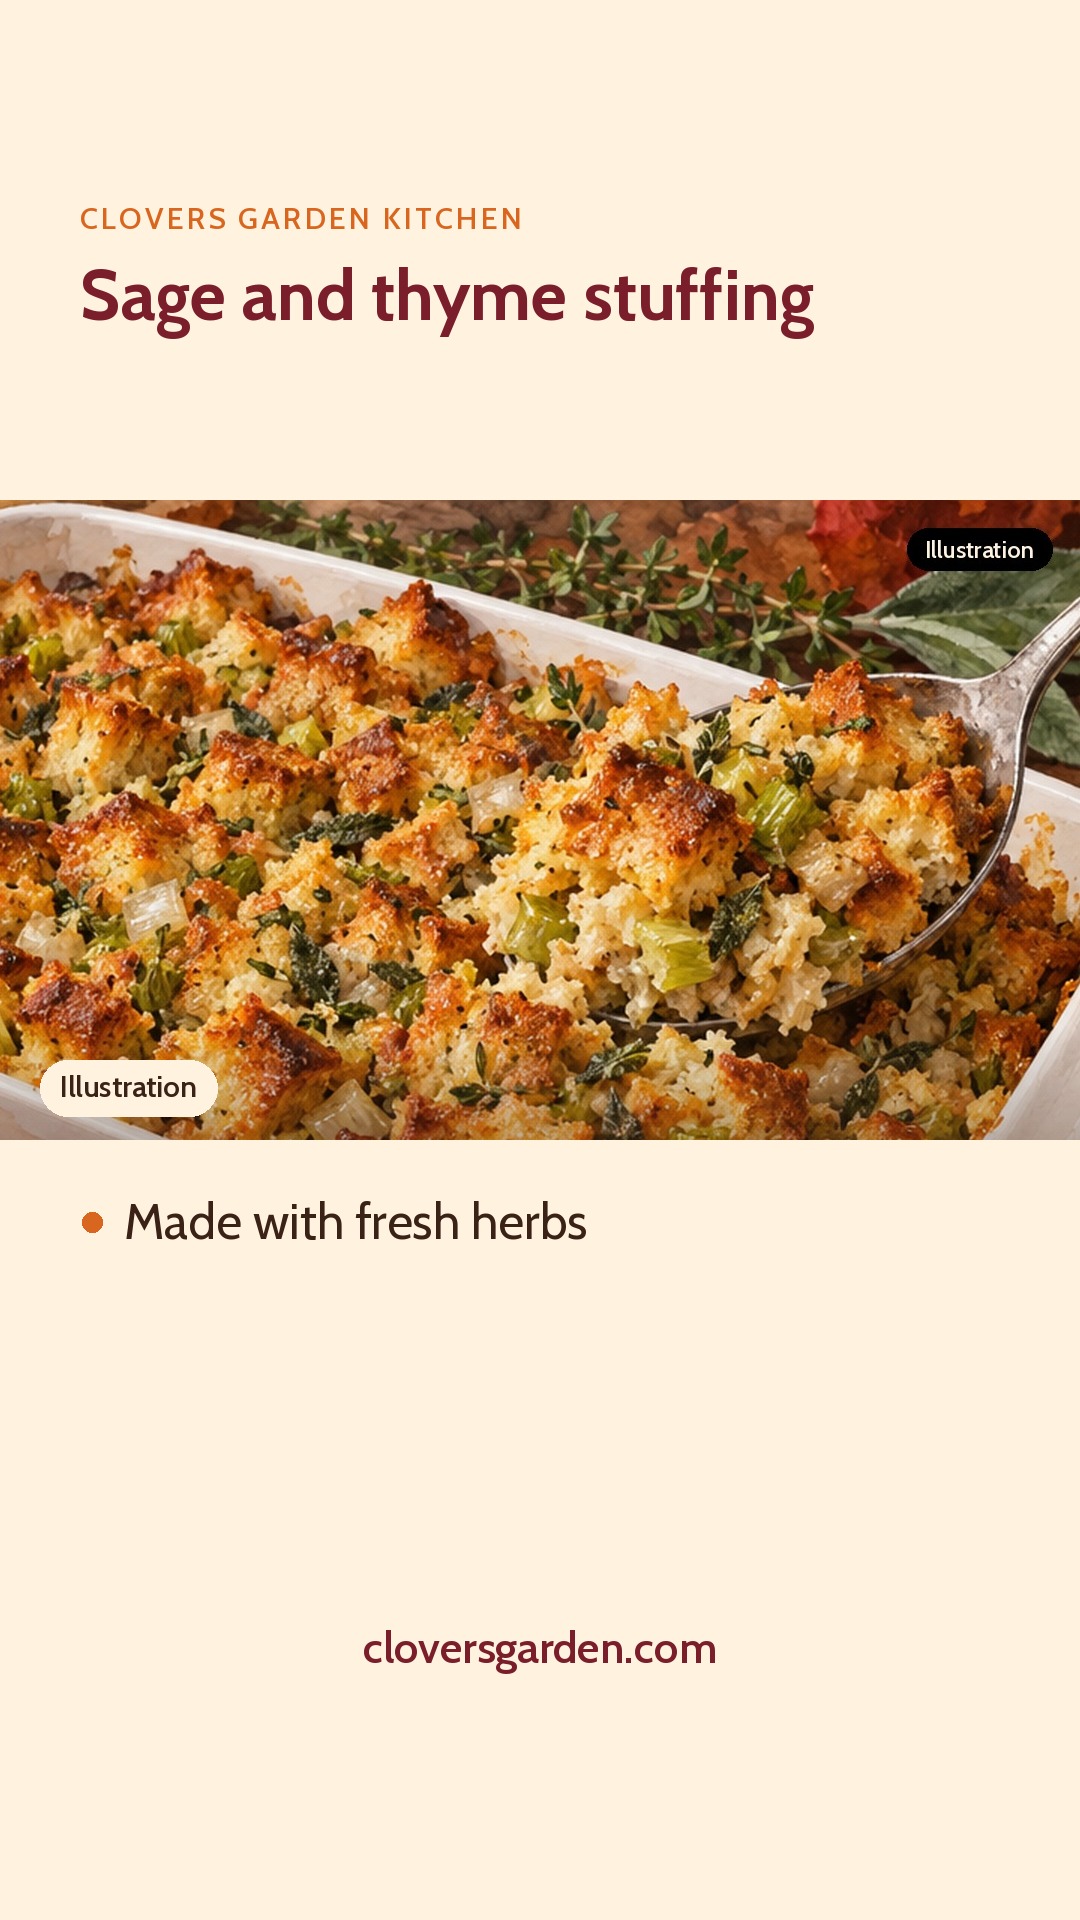 CLOVERS GARDEN KITCHEN
Sage and thyme stuffing
Illustration
Illustration
Made with fresh herbs
cloversgarden.com